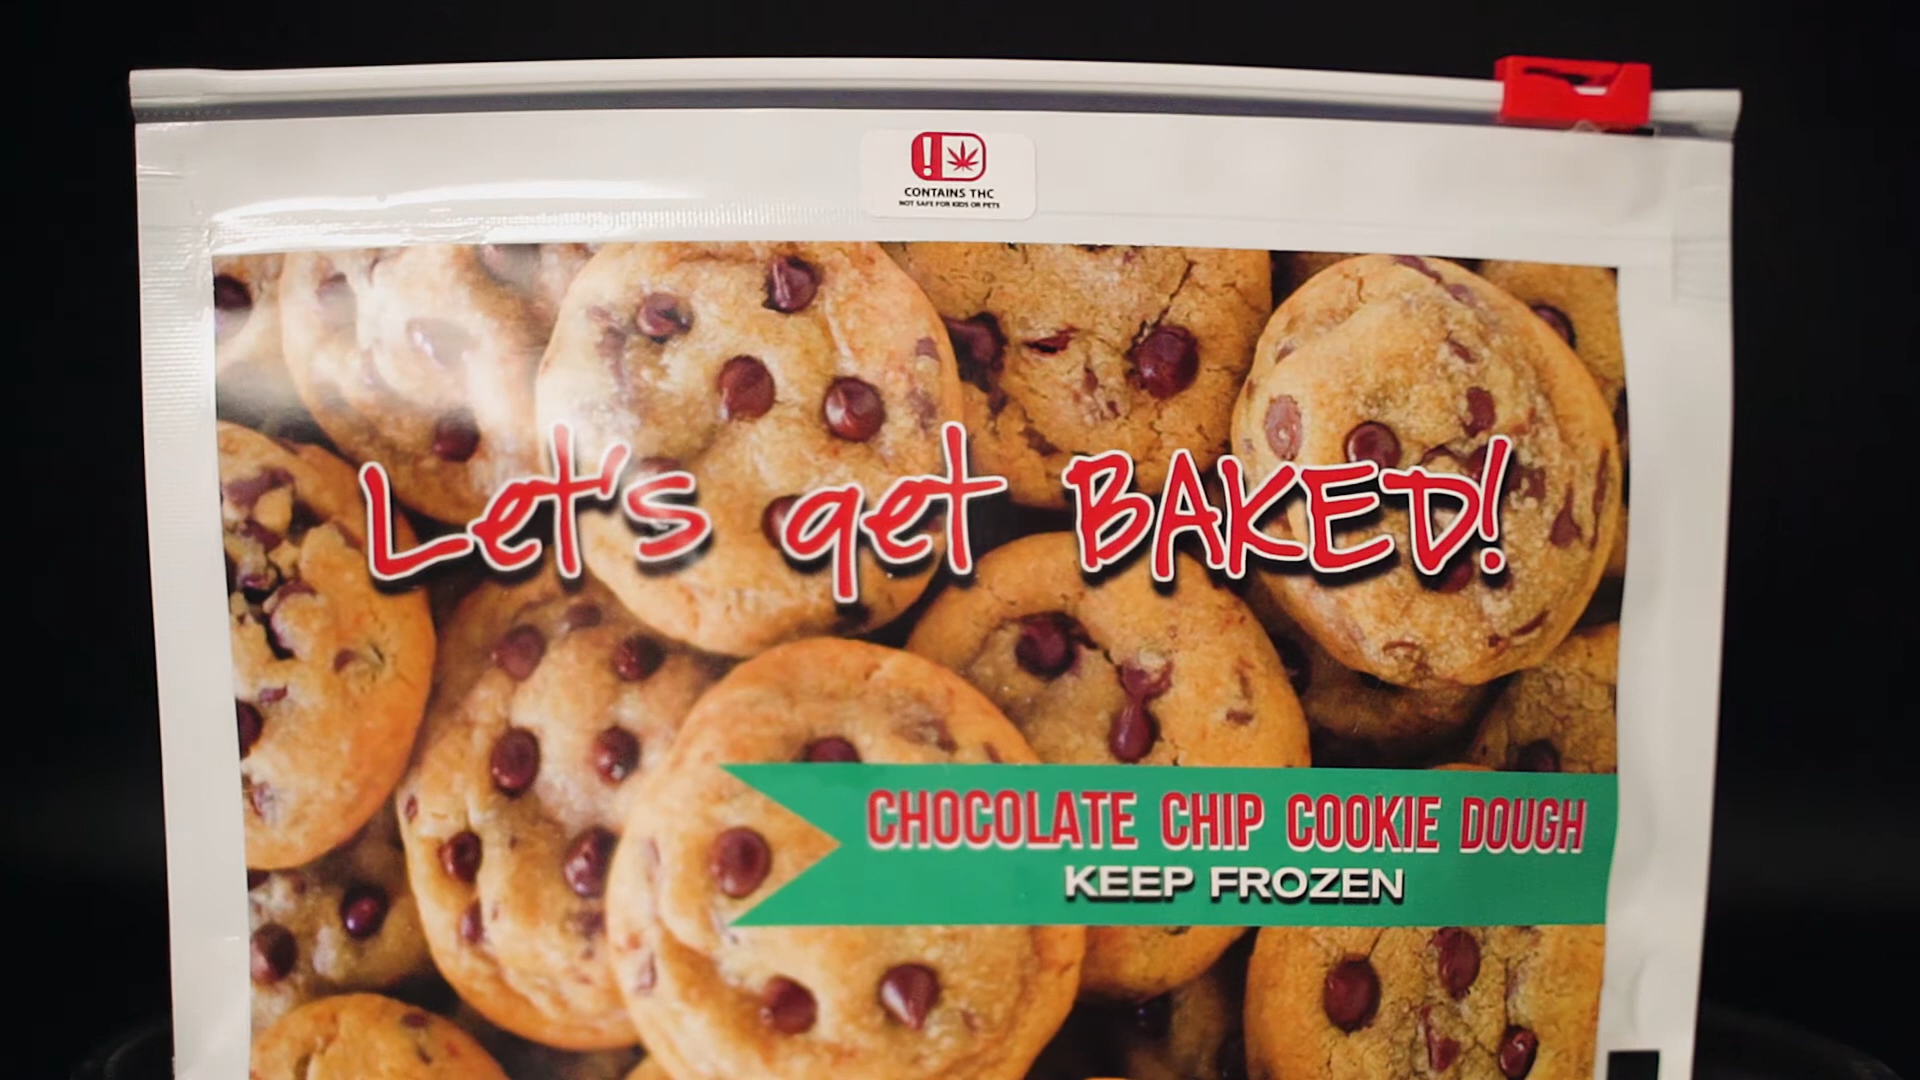 !
CONTAINS THC
NOT SAFE FOR KIDS OR PETS
Let's get BAKED!
CHOCOLATE CHIP COOKIE DOUGH
KEEP FROZEN